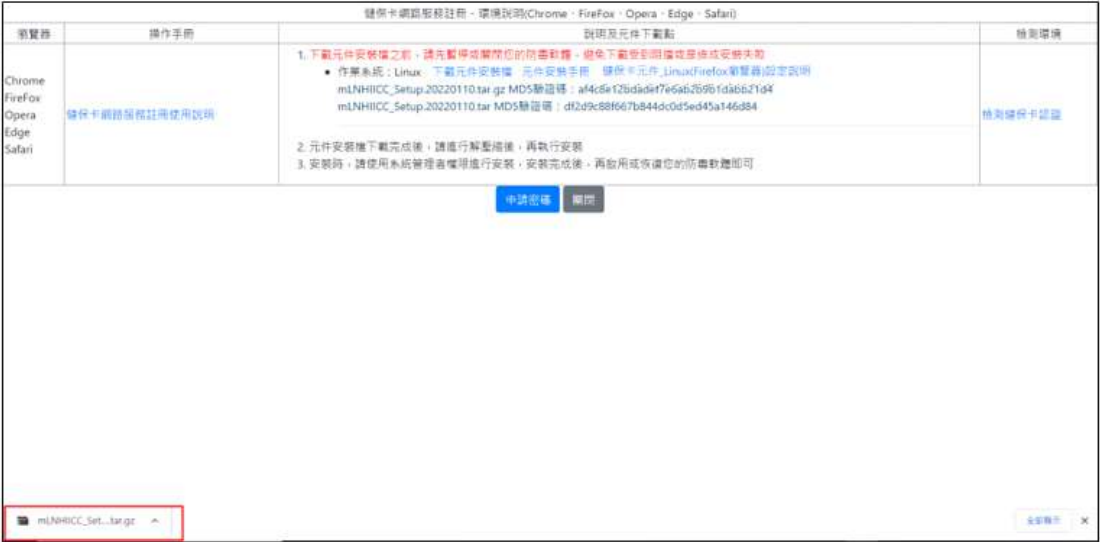 健保卡網路服務註冊 - 環境說明(Chrome、FireFox、Opera、Edge、Safari)
瀏覽器
操作手冊
說明及元件下載點
檢測環境
Chrome
FireFox
Opera
Edge
Safari
健保卡網路服務註冊使用說明
1. 下載元件安裝檔之前，請先暫停或關閉您的防毒軟體，避免下載受到阻擋或是造成安裝失敗
作業系統：Linux 下載元件安裝檔 元件安裝手冊 健保卡元件_Linux(Firefox瀏覽器)設定說明
mLNHIICC_Setup.20220110.tar.gz MD5驗證碼：af4c8e12bdadef7e6ab2b9b1dabb21d4
mLNHIICC_Setup.20220110.tar MD5驗證碼：df2d9c88f667b844dc0d5ed45a146d84
2. 元件安裝檔下載完成後，請進行解壓縮後，再執行安裝
3. 安裝時，請使用系統管理者權限進行安裝，安裝完成後，再啟用或恢復您的防毒軟體即可
檢測健保卡認證
申請密碼
關閉
mLNHIICC_Set....tar.gz
全部顯示